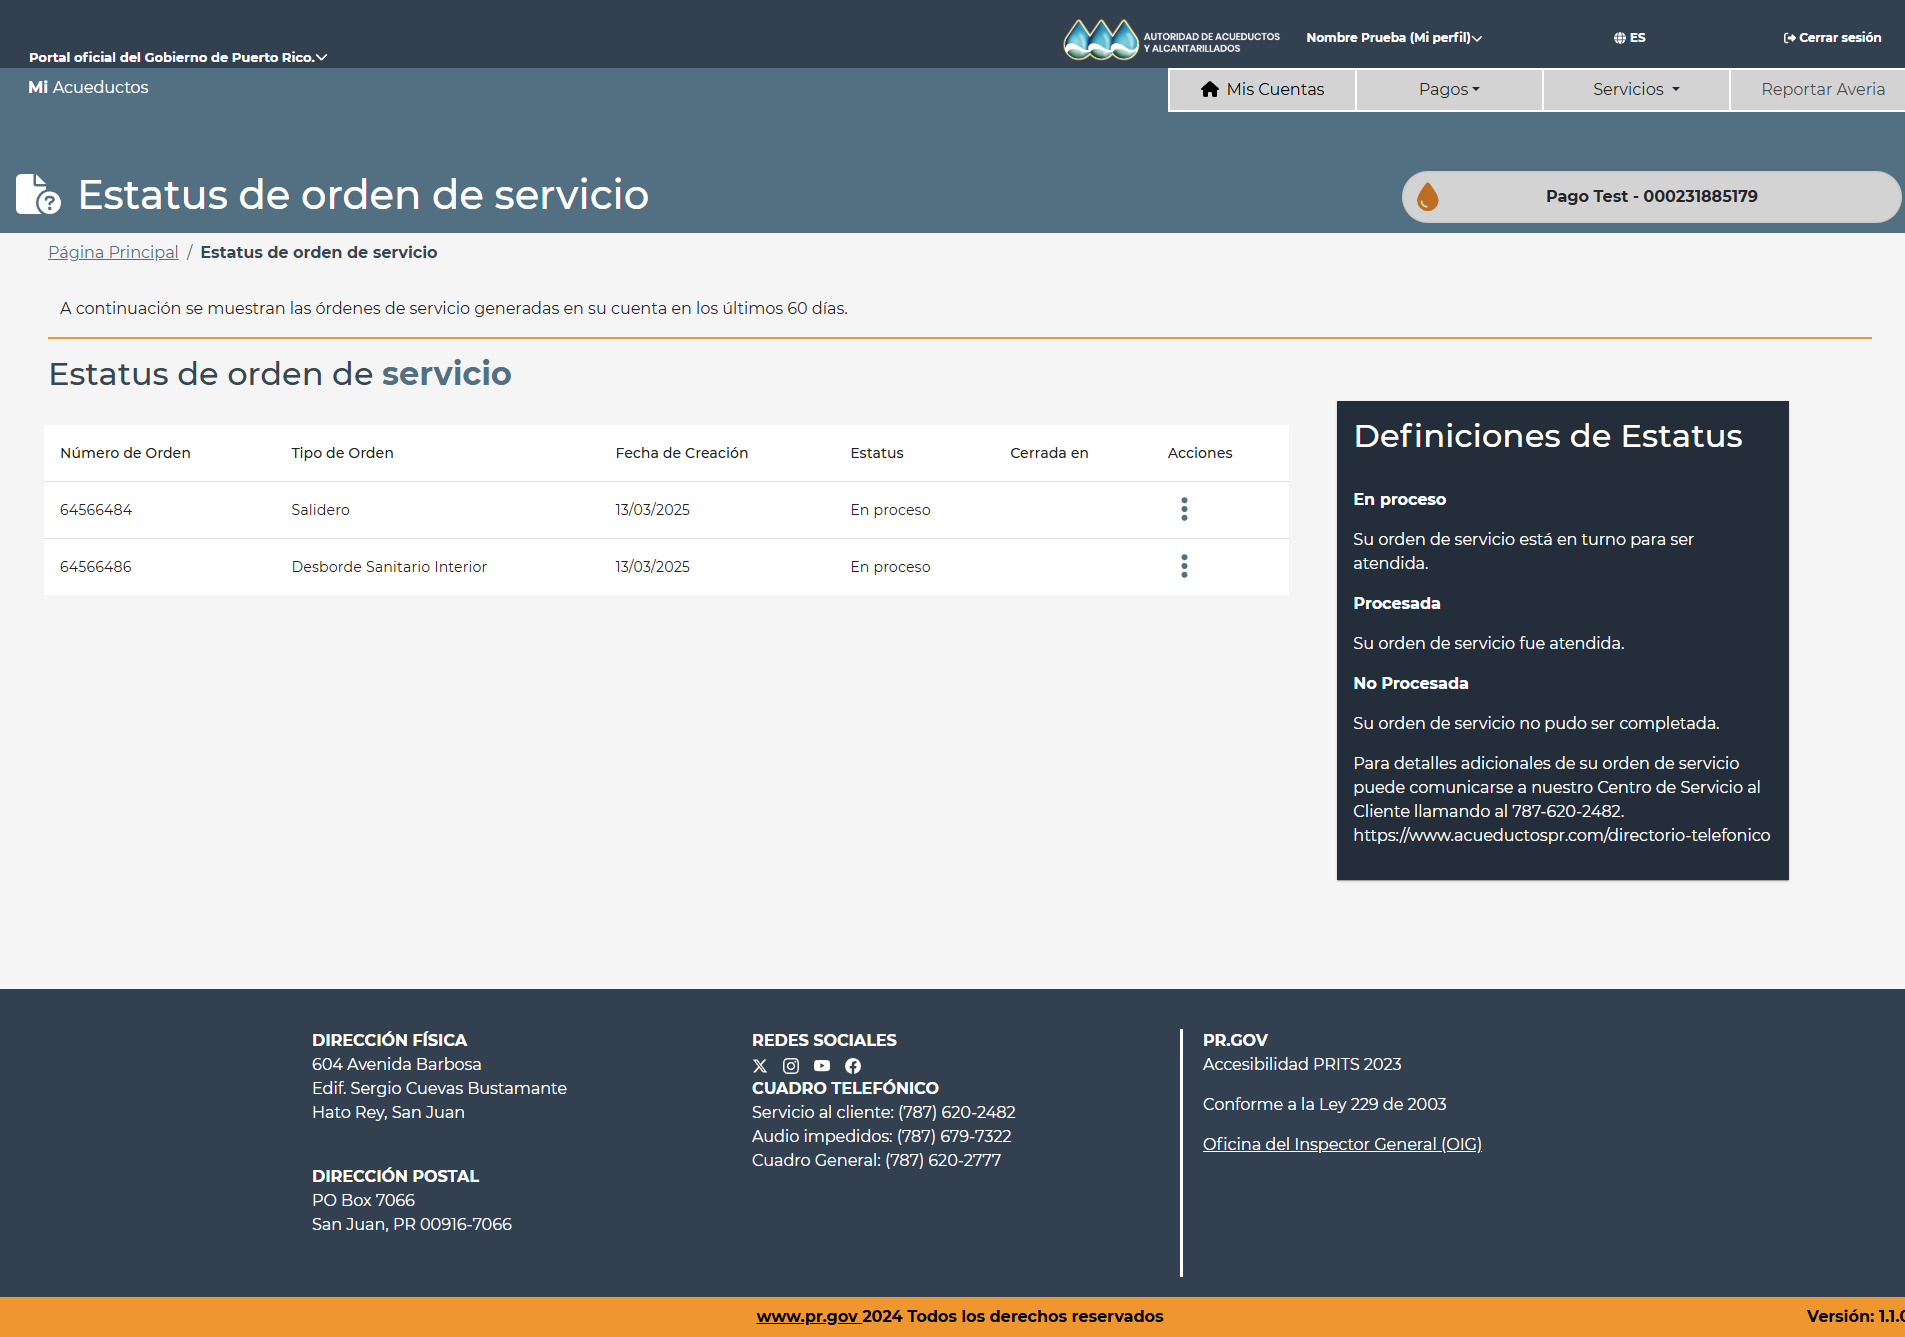 Portal oficial del Gobierno de Puerto Rico.
AUTORIDAD DE ACUEDUCTOS
Y ALCANTARILLADOS
Nombre Prueba (Mi perfil)
ES
Cerrar sesión
Mi Acueductos
Mis Cuentas
Pagos
Servicios
Reportar Averia
Estatus de orden de servicio
Pago Test - 000231885179
Página Principal / Estatus de orden de servicio
A continuación se muestran las órdenes de servicio generadas en su cuenta en los últimos 60 días.
Estatus de orden de servicio
Número de Orden Tipo de Orden Fecha de Creación Estatus Cerrada en Acciones
64566484 Salidero 13/03/2025 En proceso
64566486 Desborde Sanitario Interior 13/03/2025 En proceso
Definiciones de Estatus
En proceso
Su orden de servicio está en turno para ser
atendida.
Procesada
Su orden de servicio fue atendida.
No Procesada
Su orden de servicio no pudo ser completada.
Para detalles adicionales de su orden de servicio
puede comunicarse a nuestro Centro de Servicio al
Cliente llamando al 787-620-2482.
https://www.acueductospr.com/directorio-telefonico
DIRECCIÓN FÍSICA
604 Avenida Barbosa
Edif. Sergio Cuevas Bustamante
Hato Rey, San Juan
DIRECCIÓN POSTAL
PO Box 7066
San Juan, PR 00916-7066
REDES SOCIALES
CUADRO TELEFÓNICO
Servicio al cliente: (787) 620-2482
Audio impedidos: (787) 679-7322
Cuadro General: (787) 620-2777
PR.GOV
Accesibilidad PRITS 2023
Conforme a la Ley 229 de 2003
Oficina del Inspector General (OIG)
www.pr.gov 2024 Todos los derechos reservados
Versión: 1.1.0